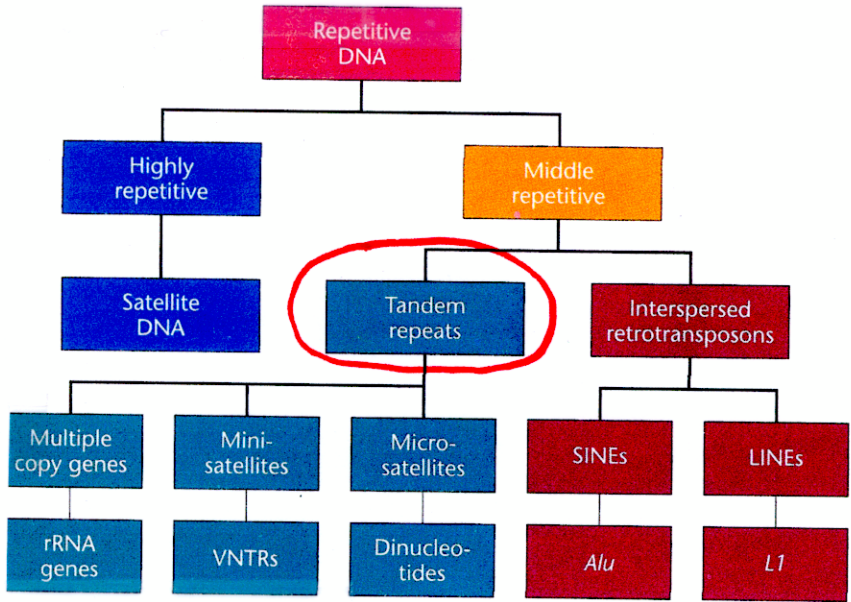 Repetitive
DNA
Highly
repetitive
Middle
repetitive
Satellite
DNA
Tandem
repeats
Interspersed
retrotransposons
Multiple
copy genes
Mini-
satellites
Micro-
satellites
SINEs
LINEs
rRNA
genes
VNTRs
Dinucleo-
tides
Alu
L1